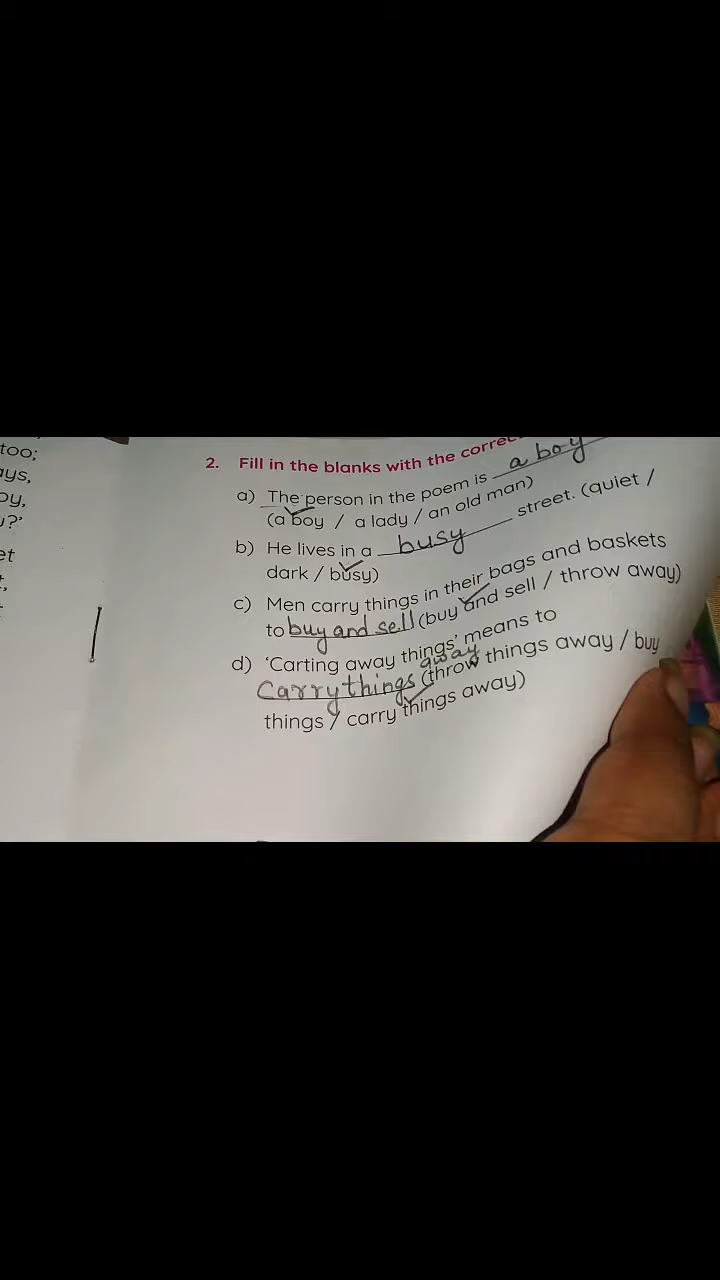 too;
ays,
oy,
?'
et
2. Fill in the blanks with the correc
a) The person in the poem is a boy
(a boy / a lady / an old man)
b) He lives in a busy street. (quiet /
dark / busy)
c) Men carry things in their bags and baskets
to buy and sell (buy and sell / throw away)
d) 'Carting away things' means to
away
Carry things (throw things away / buy
things / carry things away)